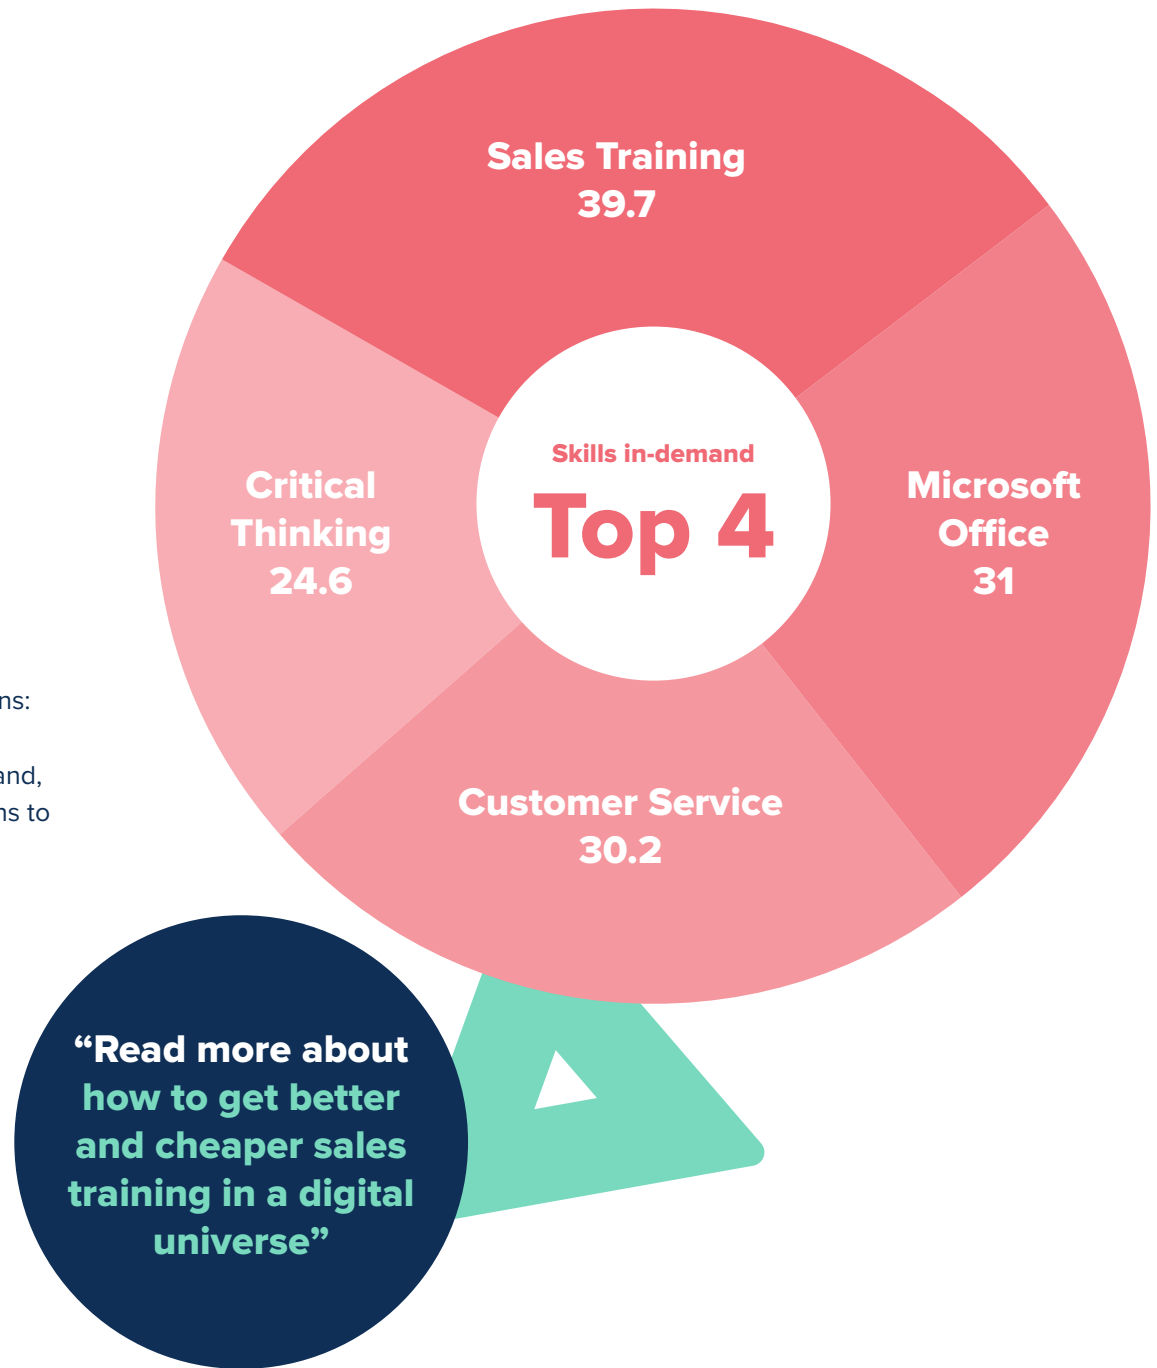 Sales Training
39.7
Skills in-demand
Top 4
Critical
Thinking
24.6
Microsoft
Office
31
Customer Service
30.2
ns:
and,
ns to
“Read more about
how to get better
and cheaper sales
training in a digital
universe”